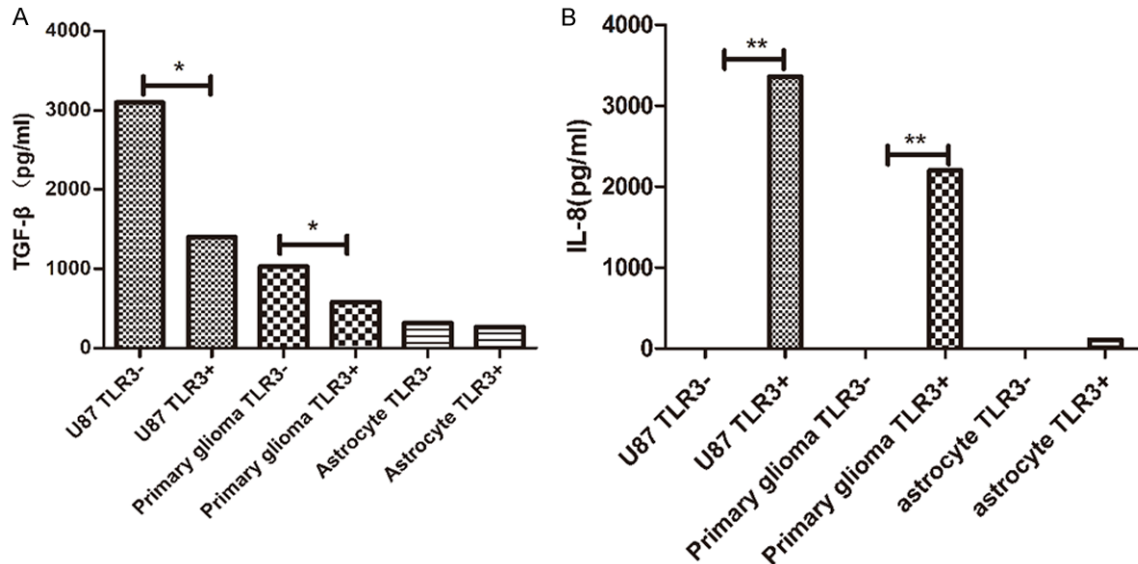 A
TGF-β （pg/ml)
4000
3000
2000
1000
0
*
*
U87 TLR3-
U87 TLR3+
Primary glioma TLR3-
Primary glioma TLR3+
Astrocyte TLR3-
Astrocyte TLR3+
B
IL-8(pg/ml)
4000
3000
2000
1000
0
**
**
U87 TLR3-
U87 TLR3+
Primary glioma TLR3-
Primary glioma TLR3+
astrocyte TLR3-
astrocyte TLR3+